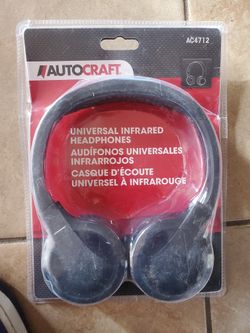 AUTOCRAFT
AC4712
UNIVERSAL INFRARED
HEADPHONES
AUDÍFONOS UNIVERSALES
INFRARROJOS
CASQUE D'ÉCOUTE
UNIVERSEL À INFRAROUGE